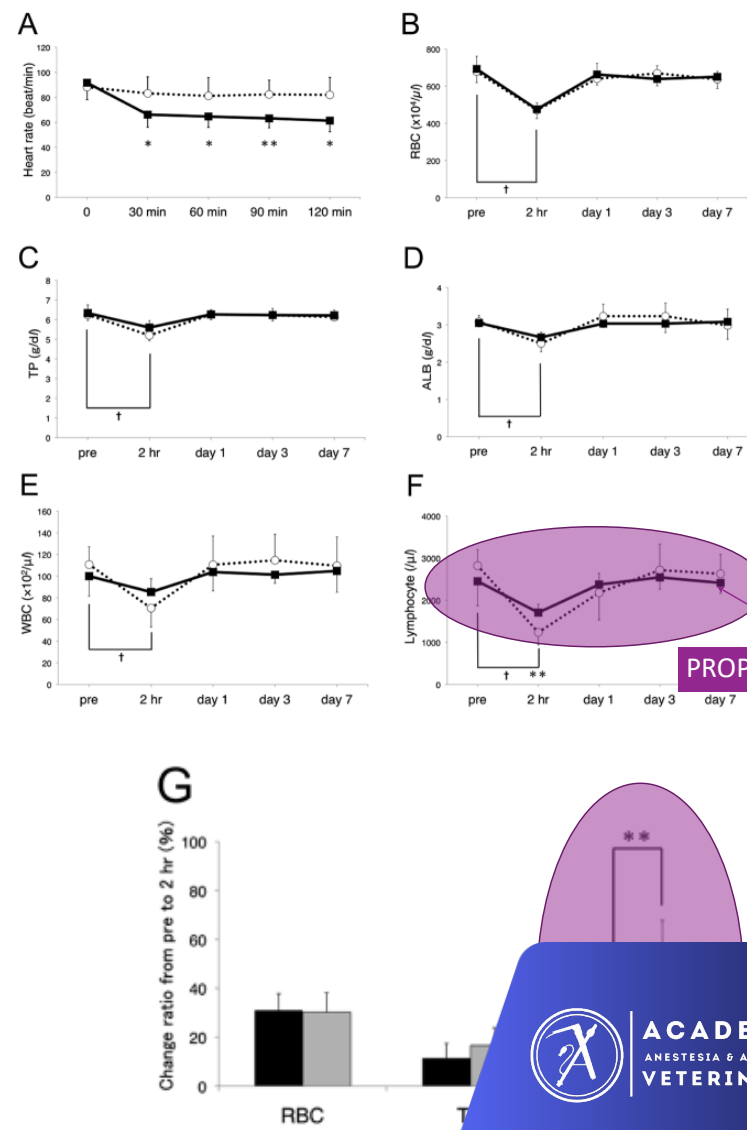 A
Heart rate (beat/min)
120
100
80
60
40
20
0
* * ** *
0 30 min 60 min 90 min 120 min
B
RBC (x10⁴/μl)
800
600
400
200
0
†
pre 2 hr day 1 day 3 day 7
C
TP (g/dl)
8
7
6
5
4
3
2
1
0
†
pre 2 hr day 1 day 3 day 7
D
ALB (g/dl)
4
3
2
1
0
†
pre 2 hr day 1 day 3 day 7
E
WBC (×10²/μl)
160
140
120
100
80
60
40
20
0
†
pre 2 hr day 1 day 3 day 7
F
Lymphocyte (/μl)
4000
3000
2000
1000
0
† **
PROP
pre 2 hr day 1 day 3 day 7
G
Change ratio from pre to 2 hr (%)
100
80
60
40
20
0
**
RBC T
ACADE
ANESTESIA & A
VETERIN